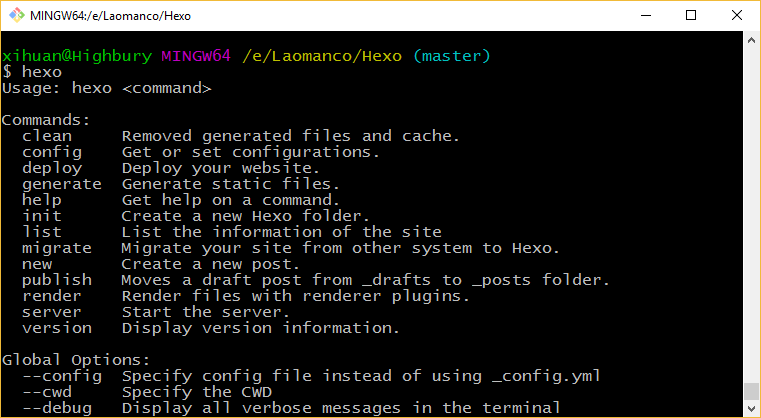 MINGW64:/e/Laomanco/Hexo
xihuan@Highbury MINGW64 /e/Laomanco/Hexo (master)
$ hexo
Usage: hexo <command>

Commands:
  clean     Removed generated files and cache.
  config    Get or set configurations.
  deploy    Deploy your website.
  generate  Generate static files.
  help      Get help on a command.
  init      Create a new Hexo folder.
  list      List the information of the site
  migrate   Migrate your site from other system to Hexo.
  new       Create a new post.
  publish   Moves a draft post from _drafts to _posts folder.
  render    Render files with renderer plugins.
  server    Start the server.
  version   Display version information.

Global Options:
  --config  Specify config file instead of using _config.yml
  --cwd     Specify the CWD
  --debug   Display all verbose messages in the terminal